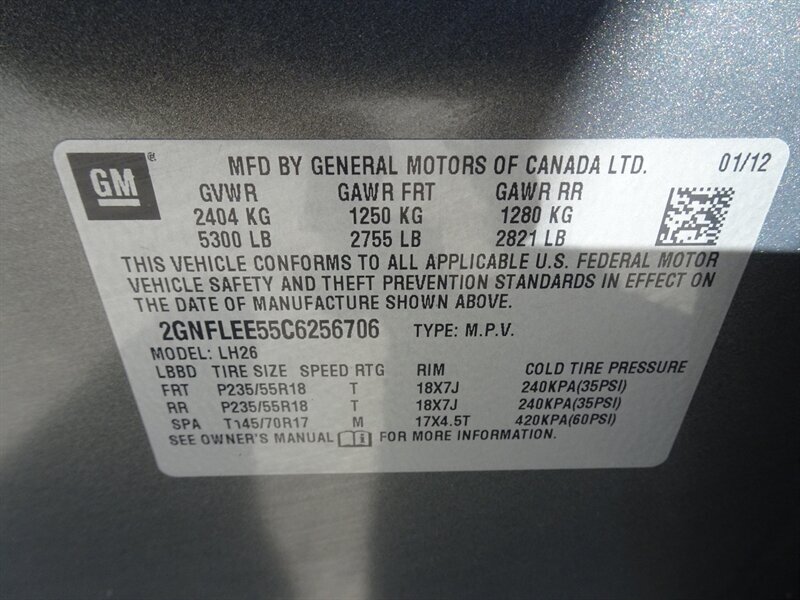 GM ® MFD BY GENERAL MOTORS OF CANADA LTD. 01/12
GVWR GAWR FRT GAWR RR
2404 KG 1250 KG 1280 KG
5300 LB 2755 LB 2821 LB
THIS VEHICLE CONFORMS TO ALL APPLICABLE U.S. FEDERAL MOTOR
VEHICLE SAFETY AND THEFT PREVENTION STANDARDS IN EFFECT ON
THE DATE OF MANUFACTURE SHOWN ABOVE.
2GNFLEE55C6256706 TYPE: M.P.V.
MODEL: LH26
LBBD TIRE SIZE SPEED RTG RIM COLD TIRE PRESSURE
FRT P235/55R18 T 18X7J 240KPA(35PSI)
RR P235/55R18 T 18X7J 240KPA(35PSI)
SPA T145/70R17 M 17X4.5T 420KPA(60PSI)
SEE OWNER'S MANUAL FOR MORE INFORMATION.